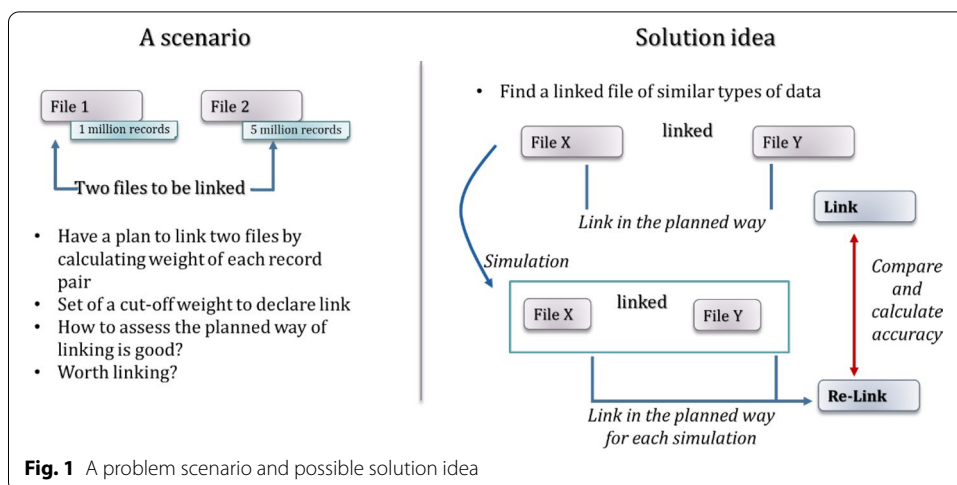 A scenario
File 1
1 million records
File 2
5 million records
Two files to be linked
• Have a plan to link two files by
calculating weight of each record
pair
• Set of a cut-off weight to declare link
• How to assess the planned way of
linking is good?
• Worth linking?
Solution idea
• Find a linked file of similar types of data
File X
linked
File Y
Link in the planned way
Link
Simulation
File X
linked
File Y
Compare
and
calculate
accuracy
Re-Link
Link in the planned way
for each simulation
Fig. 1 A problem scenario and possible solution idea